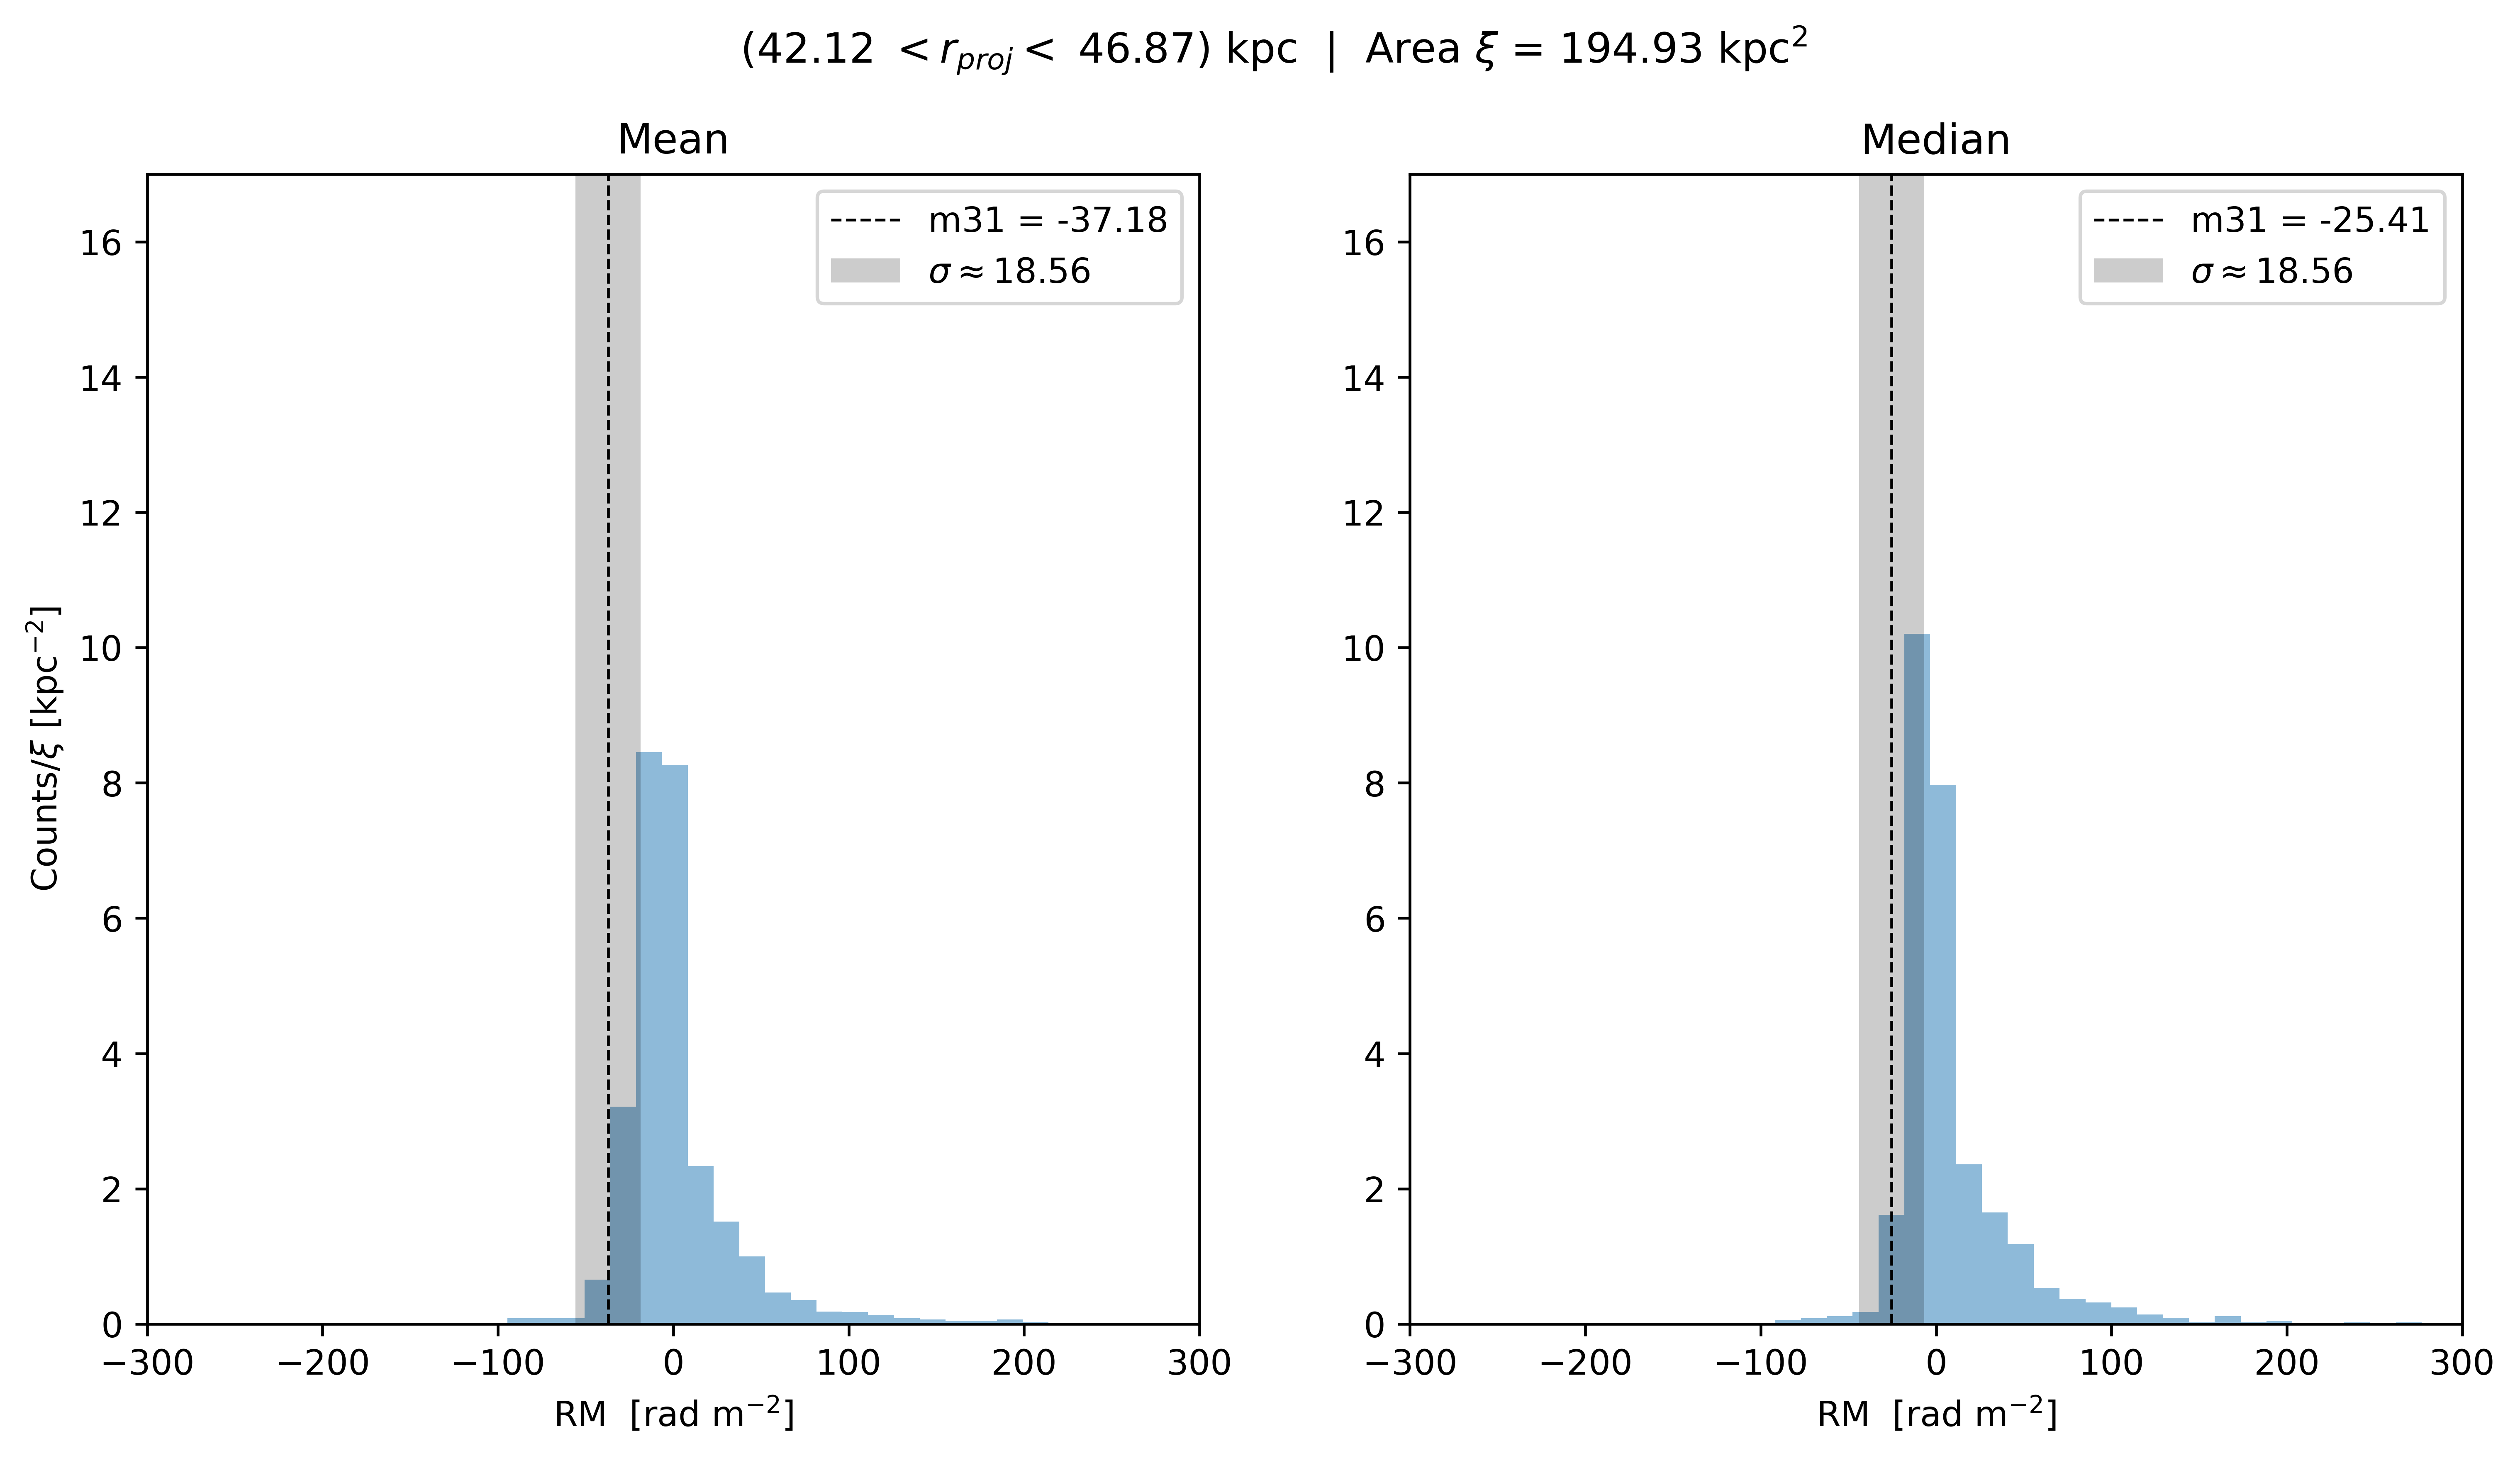 (42.12 < r_proj < 46.87) kpc | Area ξ = 194.93 kpc²
Mean
m31 = -37.18
σ ≈ 18.56
Counts/ξ [kpc⁻²]
16
14
12
10
8
6
4
2
0
−300 −200 −100 0 100 200 300
RM [rad m⁻²]
Median
m31 = -25.41
σ ≈ 18.56
16
14
12
10
8
6
4
2
0
−300 −200 −100 0 100 200 300
RM [rad m⁻²]